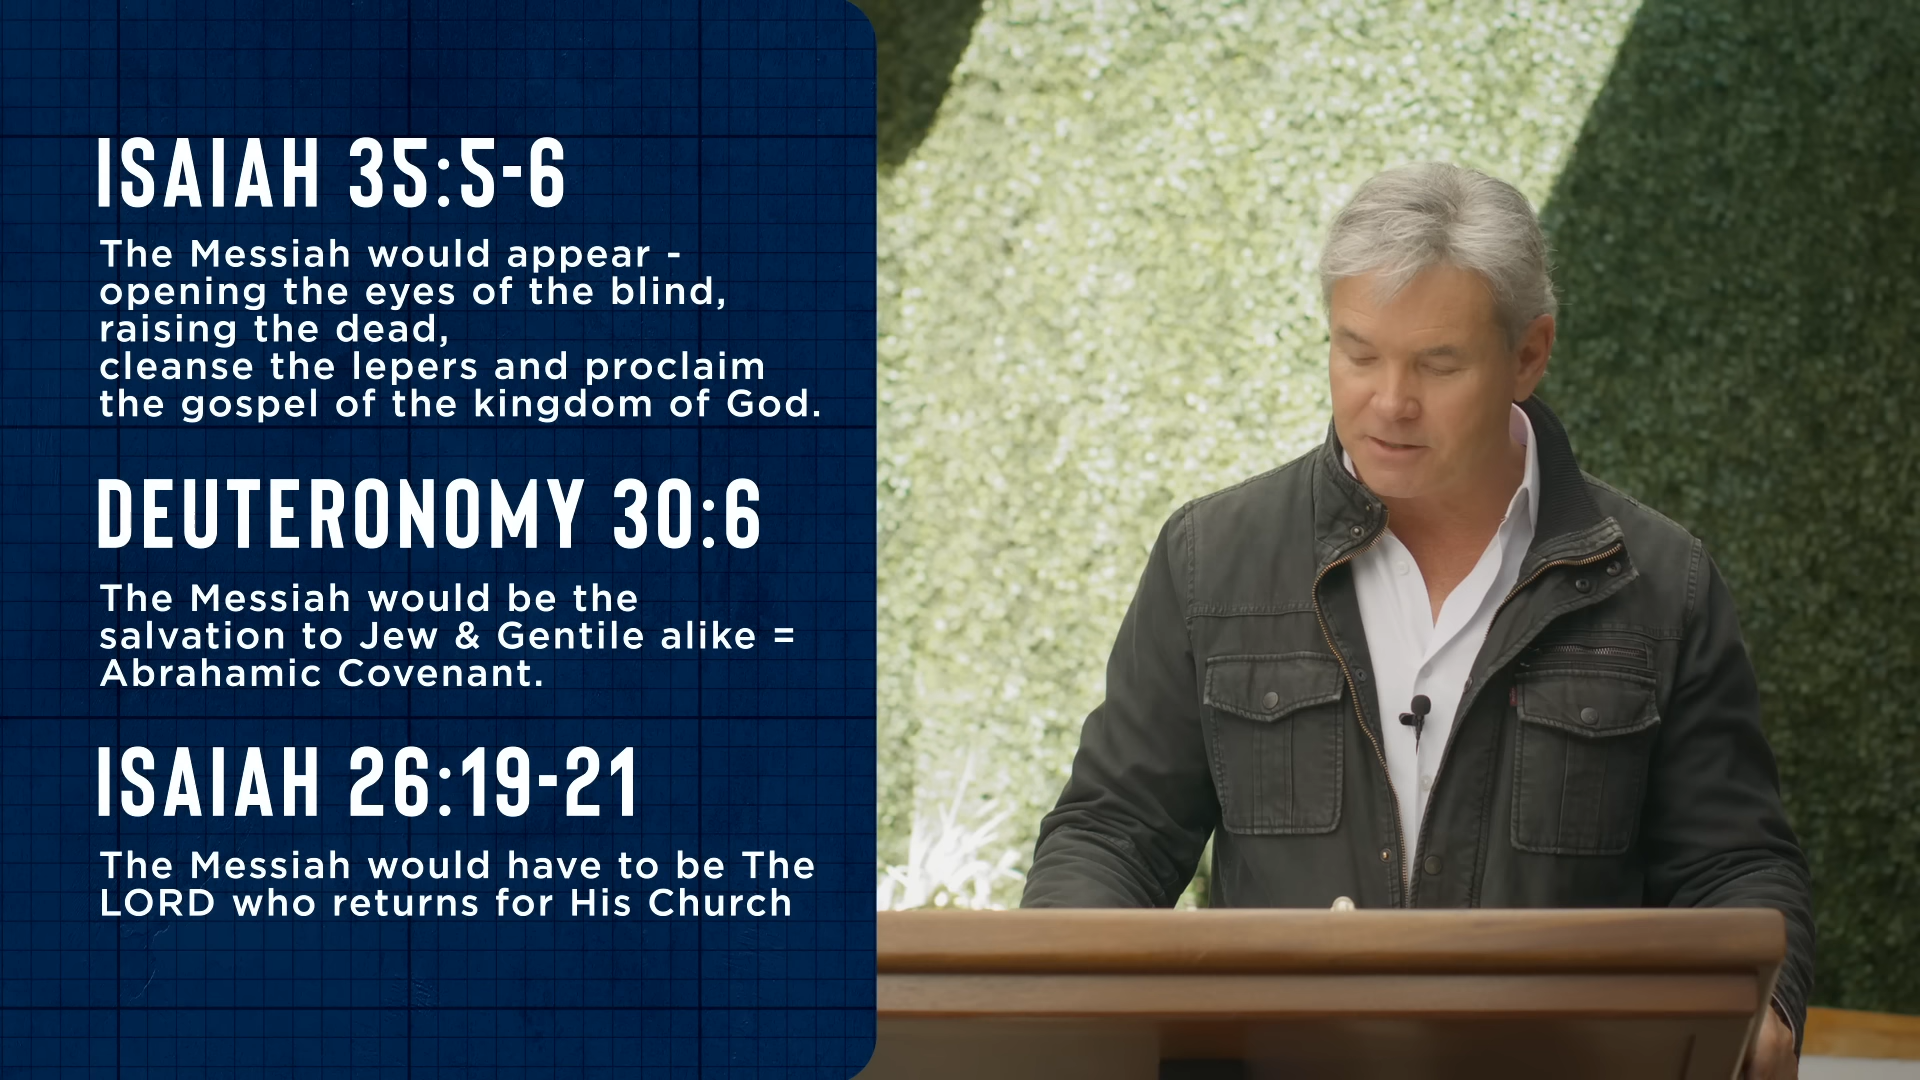 ISAIAH 35:5-6
The Messiah would appear -
opening the eyes of the blind,
raising the dead,
cleanse the lepers and proclaim
the gospel of the kingdom of God.
DEUTERONOMY 30:6
The Messiah would be the
salvation to Jew & Gentile alike =
Abrahamic Covenant.
ISAIAH 26:19-21
The Messiah would have to be The
LORD who returns for His Church